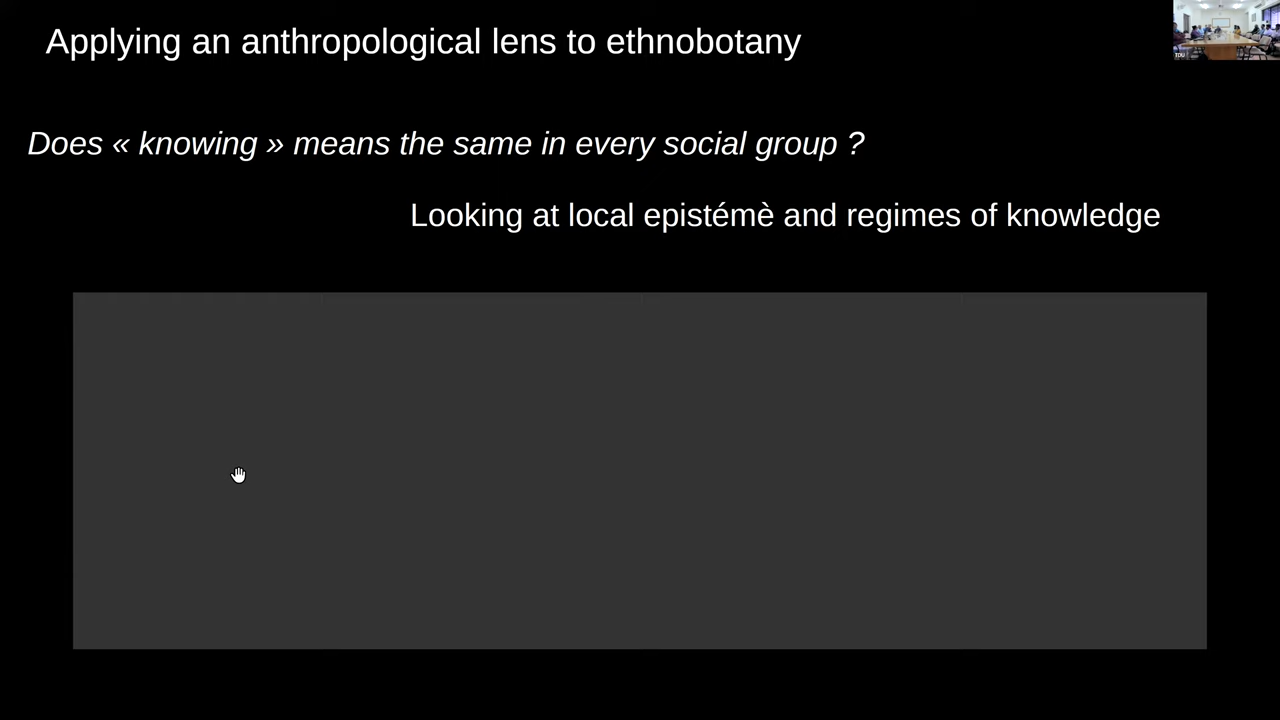 Applying an anthropological lens to ethnobotany
TDU
Does « knowing » means the same in every social group ?
Looking at local epistémè and regimes of knowledge